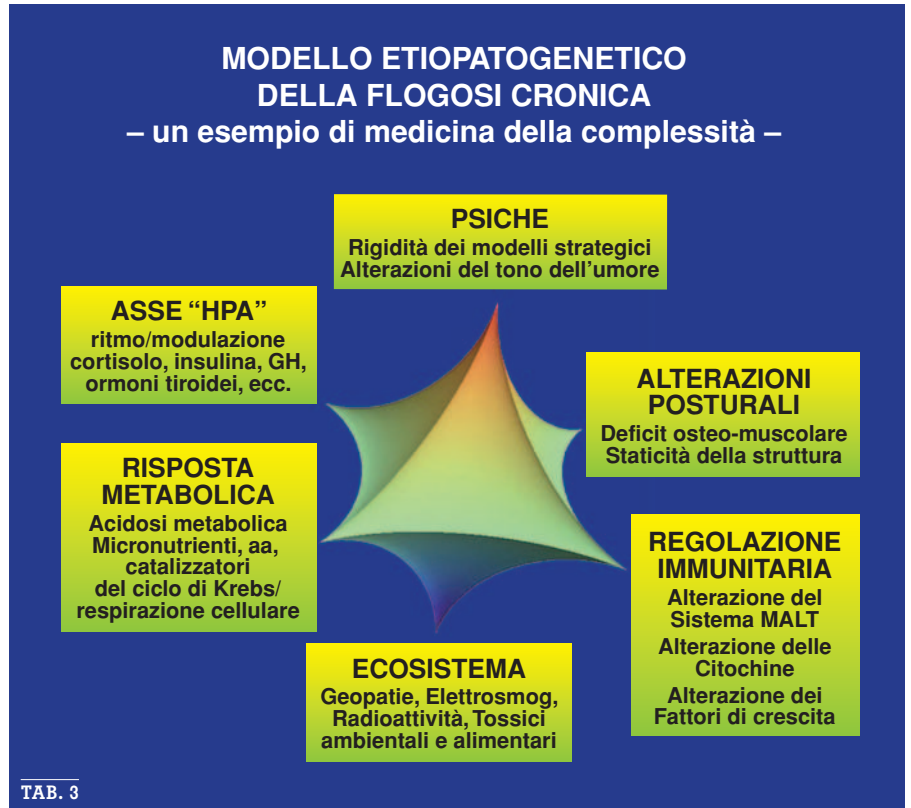 MODELLO ETIOPATOGENETICO
DELLA FLOGOSI CRONICA
– un esempio di medicina della complessità –
PSICHE
Rigidità dei modelli strategici
Alterazioni del tono dell'umore
ASSE “HPA”
ritmo/modulazione
cortisolo, insulina, GH,
ormoni tiroidei, ecc.
ALTERAZIONI
POSTURALI
Deficit osteo-muscolare
Staticità della struttura
RISPOSTA
METABOLICA
Acidosi metabolica
Micronutrienti, aa,
catalizzatori
del ciclo di Krebs/
respirazione cellulare
REGOLAZIONE
IMMUNITARIA
Alterazione del
Sistema MALT
Alterazione delle
Citochine
Alterazione dei
Fattori di crescita
ECOSISTEMA
Geopatie, Elettrosmog,
Radioattività, Tossici
ambientali e alimentari
TAB. 3